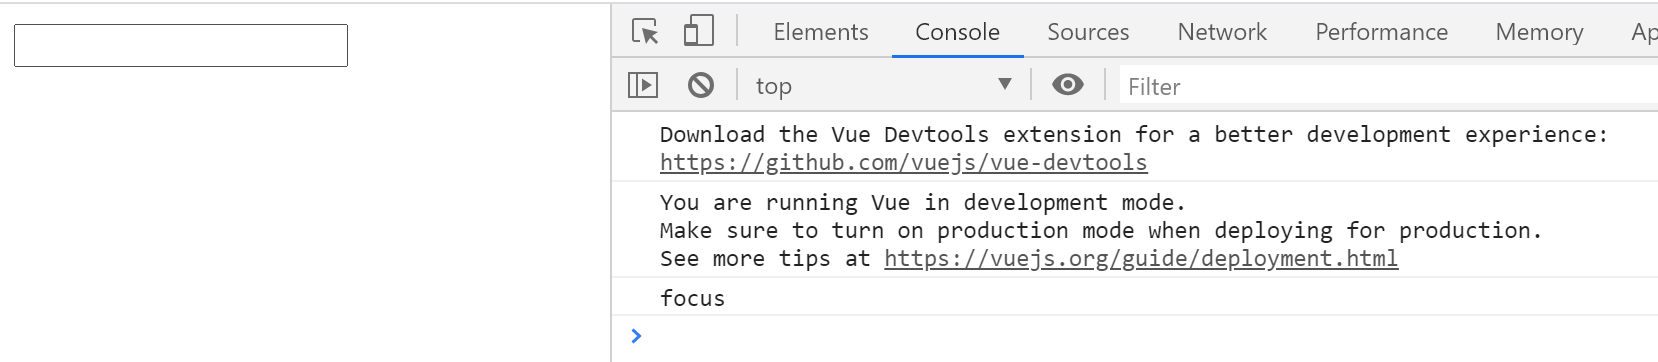 Elements Console Sources Network Performance Memory Ap
top Filter
Download the Vue Devtools extension for a better development experience:
https://github.com/vuejs/vue-devtools
You are running Vue in development mode.
Make sure to turn on production mode when deploying for production.
See more tips at https://vuejs.org/guide/deployment.html
focus